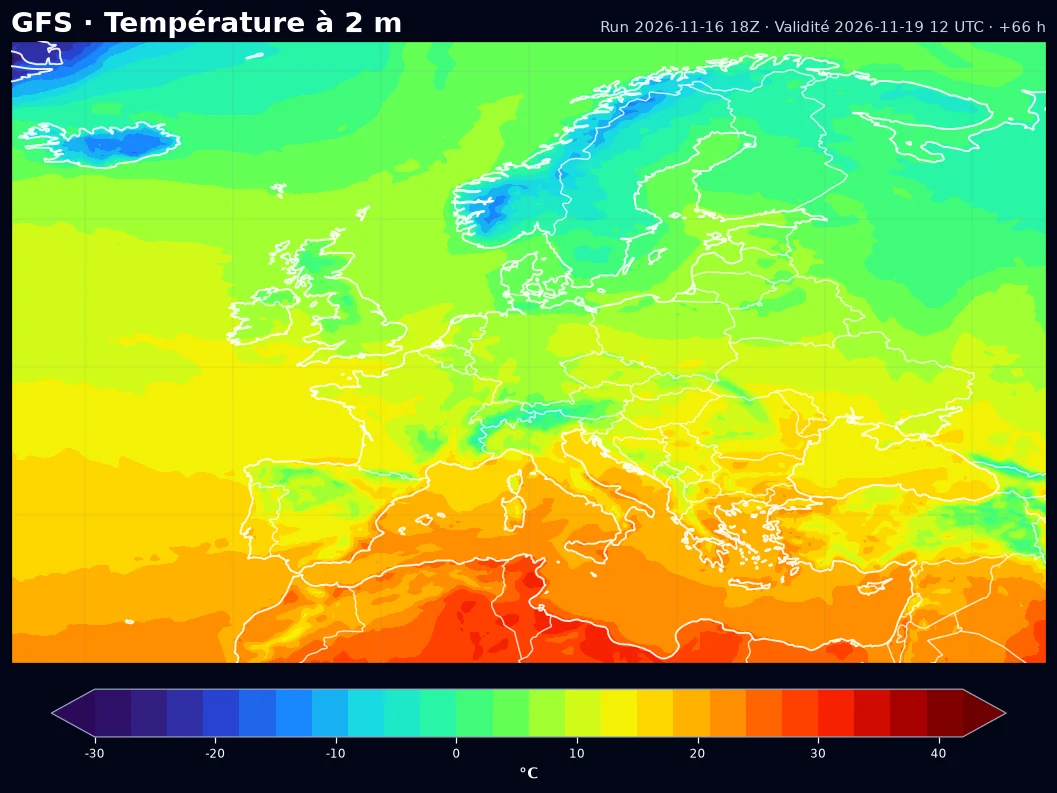 GFS · Température à 2 m
Run 2026-11-16 18Z · Validité 2026-11-19 12 UTC · +66 h
-30 -20 -10 0 10 20 30 40
°C